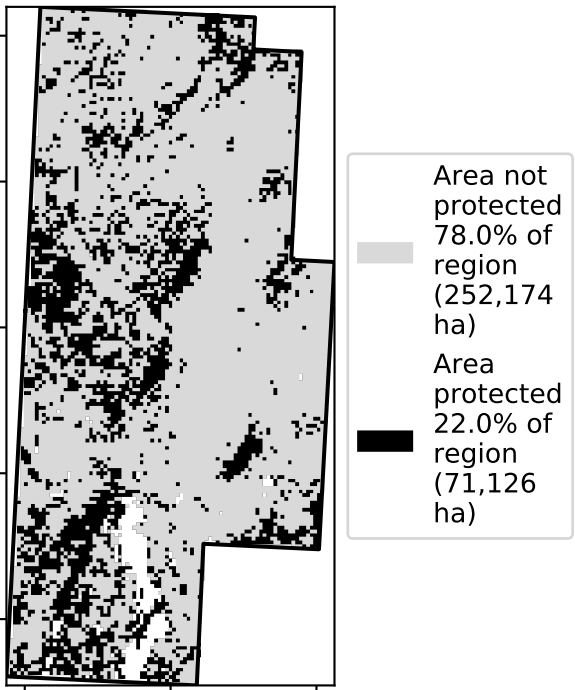 Area not
protected
78.0% of
region
(252,174
ha)
Area
protected
22.0% of
region
(71,126
ha)